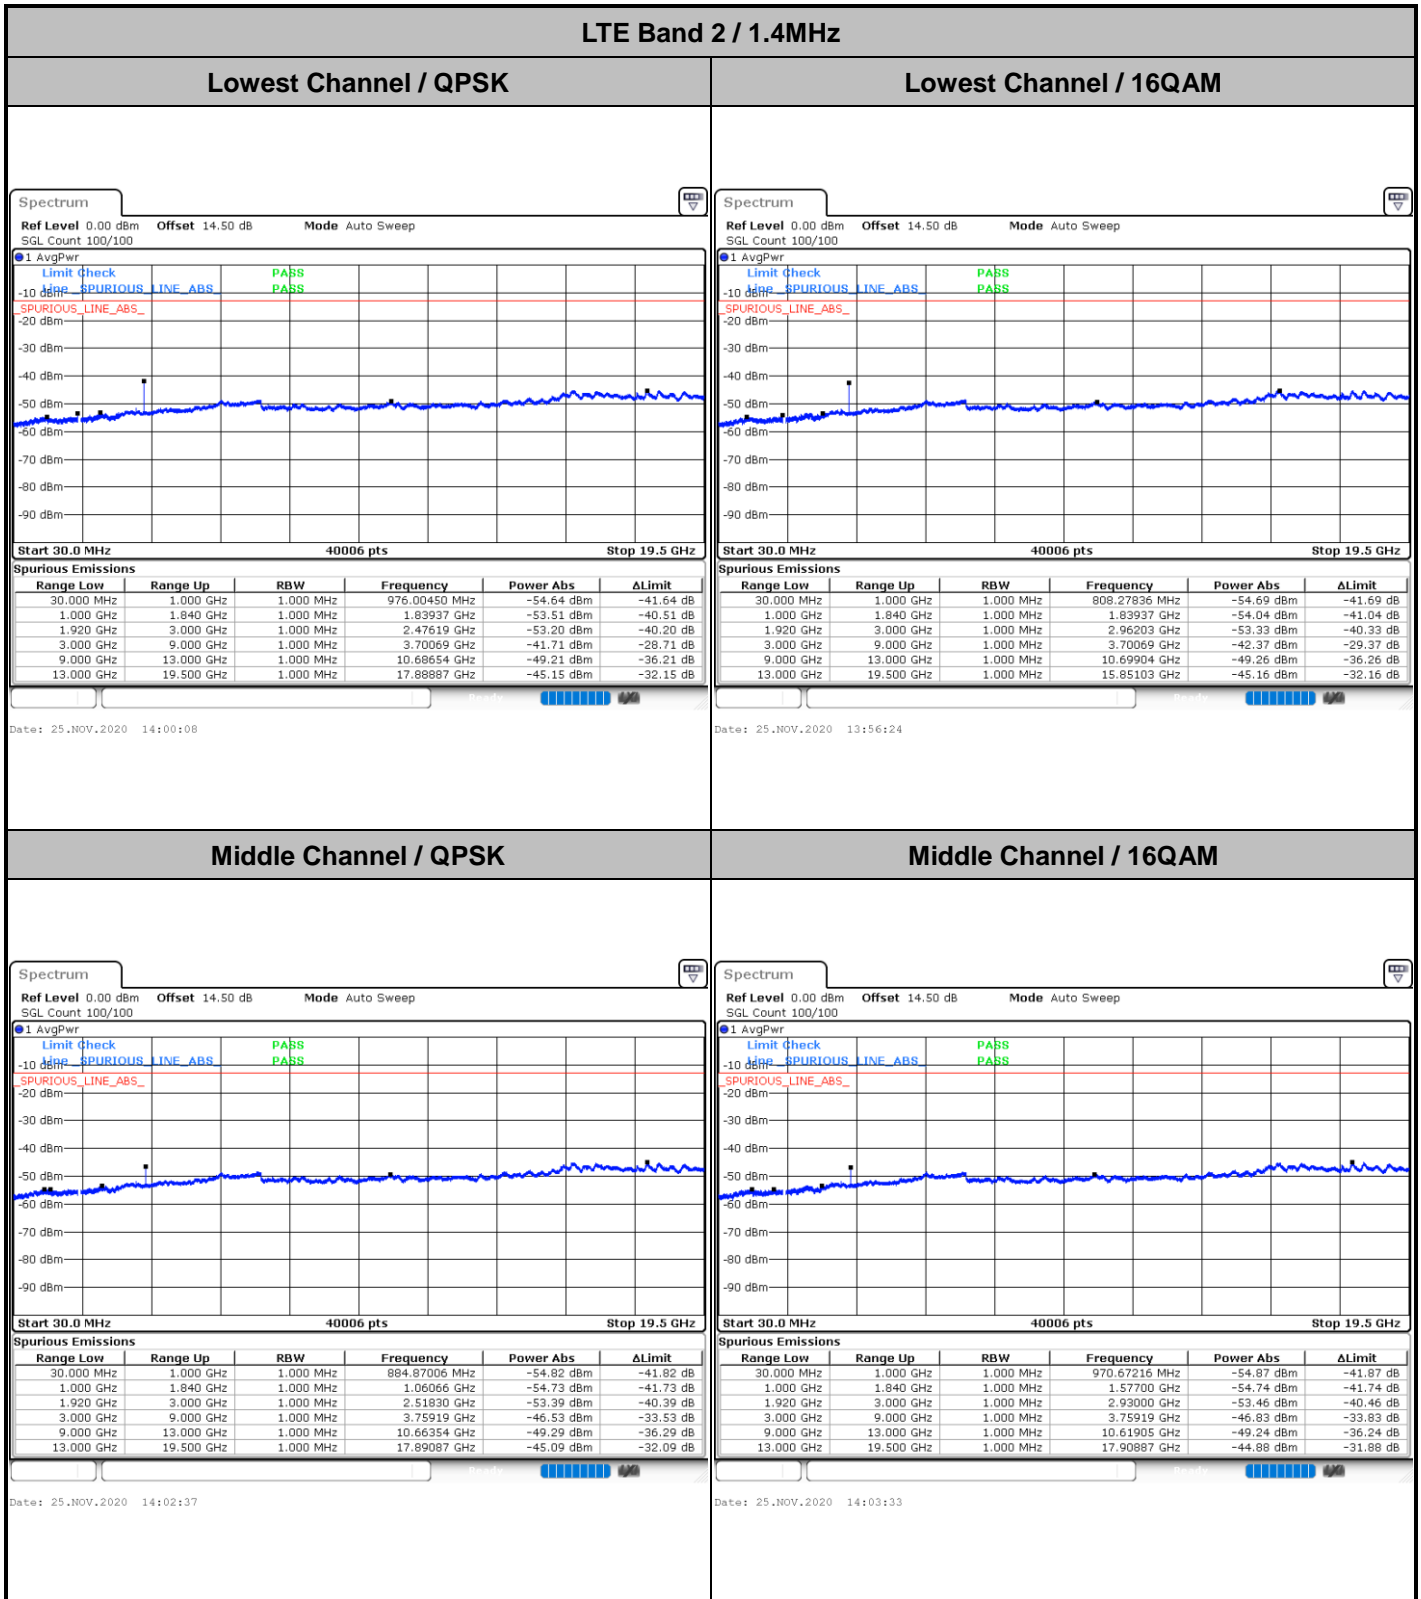 LTE Band 2 / 1.4MHz
Lowest Channel / QPSK
Lowest Channel / 16QAM
Spectrum
Ref Level 0.00 dBm Offset 14.50 dB Mode Auto Sweep
SGL Count 100/100
1 AvgPwr
Limit Check PASS
Line _SPURIOUS_LINE_ABS_ PASS
-10 dBm
_SPURIOUS_LINE_ABS_
-20 dBm
-30 dBm
-40 dBm
-50 dBm
-60 dBm
-70 dBm
-80 dBm
-90 dBm
Start 30.0 MHz 40006 pts Stop 19.5 GHz
Spurious Emissions
Range Low Range Up RBW Frequency Power Abs ΔLimit
30.000 MHz 1.000 GHz 1.000 MHz 976.00450 MHz -54.64 dBm -41.64 dB
1.000 GHz 1.840 GHz 1.000 MHz 1.83937 GHz -53.51 dBm -40.51 dB
1.920 GHz 3.000 GHz 1.000 MHz 2.47619 GHz -53.20 dBm -40.20 dB
3.000 GHz 9.000 GHz 1.000 MHz 3.70069 GHz -41.71 dBm -28.71 dB
9.000 GHz 13.000 GHz 1.000 MHz 10.68654 GHz -49.21 dBm -36.21 dB
13.000 GHz 19.500 GHz 1.000 MHz 17.88887 GHz -45.15 dBm -32.15 dB
Ready
Date: 25.NOV.2020 14:00:08
Spectrum
Ref Level 0.00 dBm Offset 14.50 dB Mode Auto Sweep
SGL Count 100/100
1 AvgPwr
Limit Check PASS
Line _SPURIOUS_LINE_ABS_ PASS
-10 dBm
_SPURIOUS_LINE_ABS_
-20 dBm
-30 dBm
-40 dBm
-50 dBm
-60 dBm
-70 dBm
-80 dBm
-90 dBm
Start 30.0 MHz 40006 pts Stop 19.5 GHz
Spurious Emissions
Range Low Range Up RBW Frequency Power Abs ΔLimit
30.000 MHz 1.000 GHz 1.000 MHz 808.27836 MHz -54.69 dBm -41.69 dB
1.000 GHz 1.840 GHz 1.000 MHz 1.83937 GHz -54.04 dBm -41.04 dB
1.920 GHz 3.000 GHz 1.000 MHz 2.96203 GHz -53.33 dBm -40.33 dB
3.000 GHz 9.000 GHz 1.000 MHz 3.70069 GHz -42.37 dBm -29.37 dB
9.000 GHz 13.000 GHz 1.000 MHz 10.69904 GHz -49.26 dBm -36.26 dB
13.000 GHz 19.500 GHz 1.000 MHz 15.85103 GHz -45.16 dBm -32.16 dB
Ready
Date: 25.NOV.2020 13:56:24
Middle Channel / QPSK
Middle Channel / 16QAM
Spectrum
Ref Level 0.00 dBm Offset 14.50 dB Mode Auto Sweep
SGL Count 100/100
1 AvgPwr
Limit Check PASS
Line _SPURIOUS_LINE_ABS_ PASS
-10 dBm
_SPURIOUS_LINE_ABS_
-20 dBm
-30 dBm
-40 dBm
-50 dBm
-60 dBm
-70 dBm
-80 dBm
-90 dBm
Start 30.0 MHz 40006 pts Stop 19.5 GHz
Spurious Emissions
Range Low Range Up RBW Frequency Power Abs ΔLimit
30.000 MHz 1.000 GHz 1.000 MHz 884.87006 MHz -54.82 dBm -41.82 dB
1.000 GHz 1.840 GHz 1.000 MHz 1.06066 GHz -54.73 dBm -41.73 dB
1.920 GHz 3.000 GHz 1.000 MHz 2.51830 GHz -53.39 dBm -40.39 dB
3.000 GHz 9.000 GHz 1.000 MHz 3.75919 GHz -46.53 dBm -33.53 dB
9.000 GHz 13.000 GHz 1.000 MHz 10.66354 GHz -49.29 dBm -36.29 dB
13.000 GHz 19.500 GHz 1.000 MHz 17.89087 GHz -45.09 dBm -32.09 dB
Ready
Date: 25.NOV.2020 14:02:37
Spectrum
Ref Level 0.00 dBm Offset 14.50 dB Mode Auto Sweep
SGL Count 100/100
1 AvgPwr
Limit Check PASS
Line _SPURIOUS_LINE_ABS_ PASS
-10 dBm
_SPURIOUS_LINE_ABS_
-20 dBm
-30 dBm
-40 dBm
-50 dBm
-60 dBm
-70 dBm
-80 dBm
-90 dBm
Start 30.0 MHz 40006 pts Stop 19.5 GHz
Spurious Emissions
Range Low Range Up RBW Frequency Power Abs ΔLimit
30.000 MHz 1.000 GHz 1.000 MHz 970.67216 MHz -54.87 dBm -41.87 dB
1.000 GHz 1.840 GHz 1.000 MHz 1.57700 GHz -54.74 dBm -41.74 dB
1.920 GHz 3.000 GHz 1.000 MHz 2.93000 GHz -53.46 dBm -40.46 dB
3.000 GHz 9.000 GHz 1.000 MHz 3.75919 GHz -46.83 dBm -33.83 dB
9.000 GHz 13.000 GHz 1.000 MHz 10.61905 GHz -49.24 dBm -36.24 dB
13.000 GHz 19.500 GHz 1.000 MHz 17.90887 GHz -44.88 dBm -31.88 dB
Ready
Date: 25.NOV.2020 14:03:33